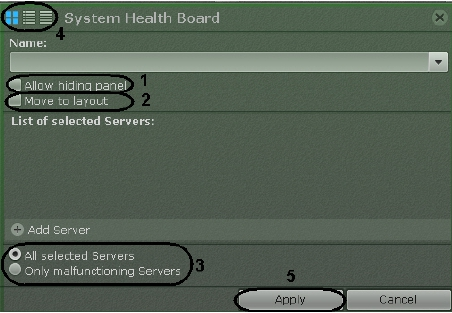 System Health Board
4
Name:
Allow hiding panel 1
Move to layout 2
List of selected Servers:
Add Server
All selected Servers
Only malfunctioning Servers 3
5
Apply Cancel